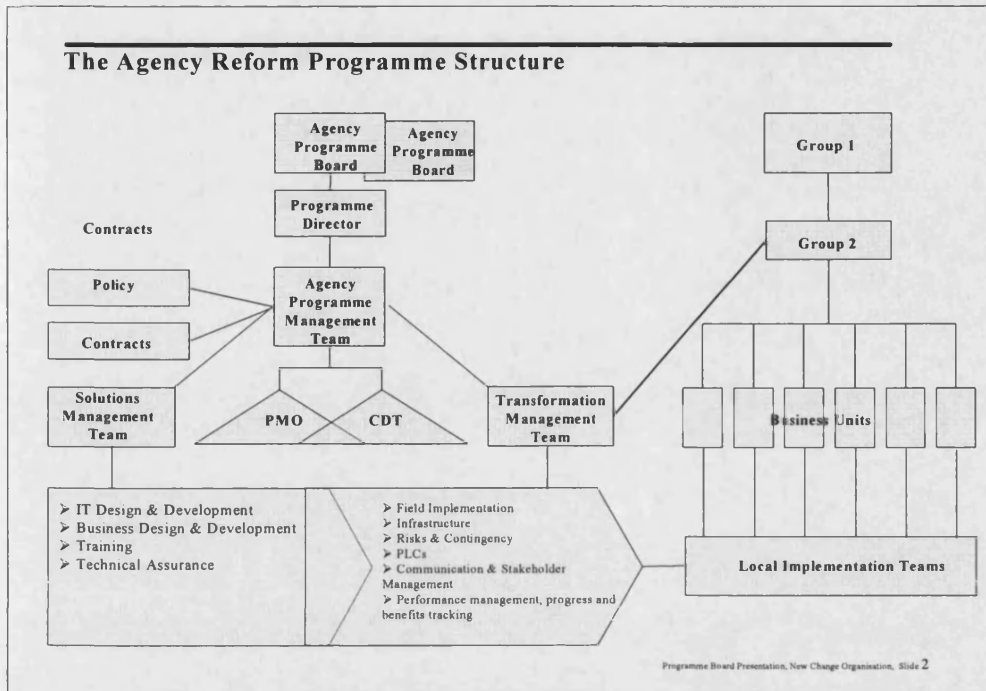 The Agency Reform Programme Structure
Agency
Programme
Board
Agency
Programme
Board
Programme
Director
Contracts
Policy
Contracts
Agency
Programme
Management
Team
Solutions
Management
Team
PMO
CDT
Transformation
Management
Team
Group 1
Group 2
Business Units
➢ IT Design & Development
➢ Business Design & Development
➢ Training
➢ Technical Assurance
➢ Field Implementation
➢ Infrastructure
➢ Risks & Contingency
➢ PLCs
➢ Communication & Stakeholder
Management
➢ Performance management, progress and
benefits tracking
Local Implementation Teams
Programme Board Presentation, New Change Organisation, Slide 2